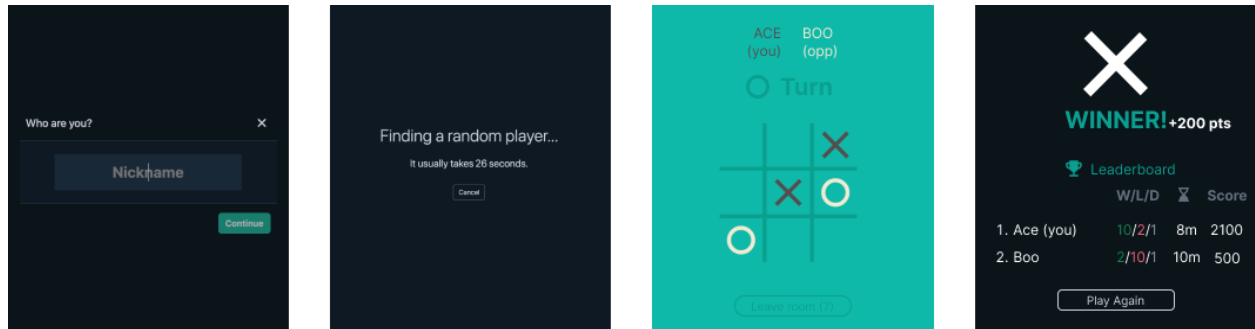 Who are you?
Nickname
Continue
Finding a random player...
It usually takes 26 seconds.
Cancel
ACE BOO
(you) (opp)
Turn
Leave room (7)
WINNER! +200 pts
Leaderboard
W/L/D Score
1. Ace (you) 10/2/1 8m 2100
2. Boo 2/10/1 10m 500
Play Again